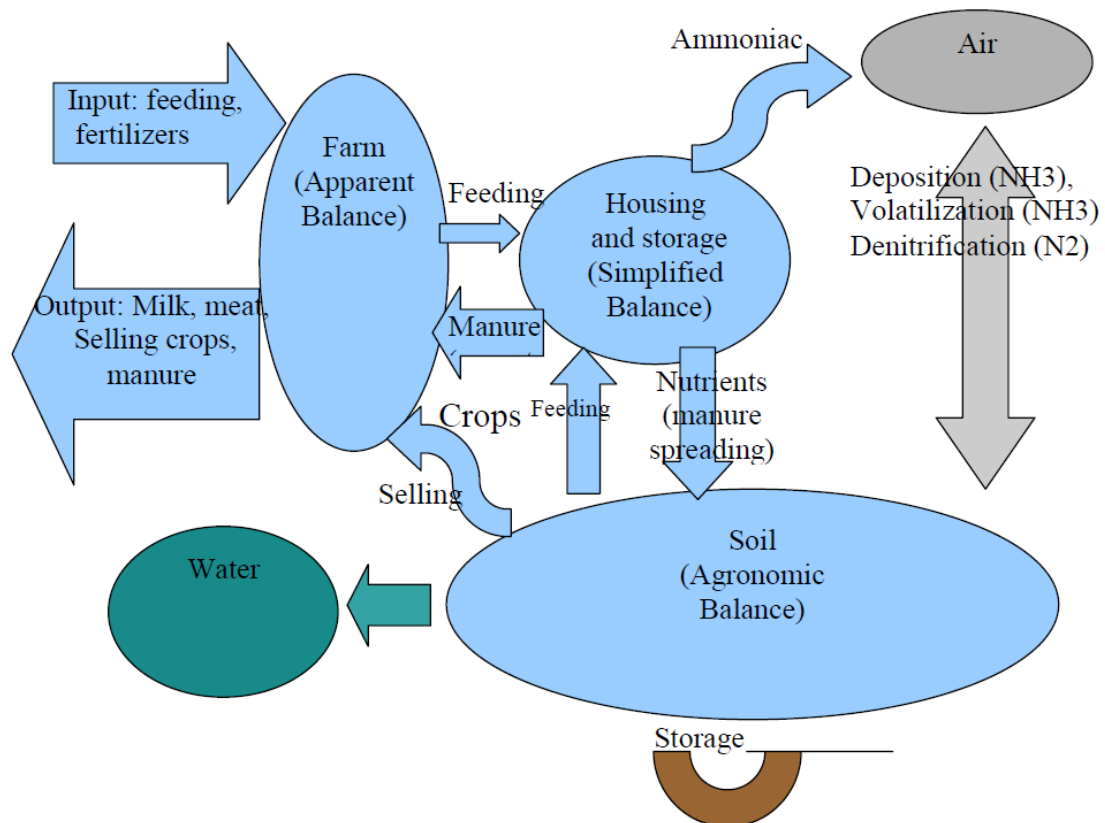 Ammoniac
Air
Input: feeding,
fertilizers
Farm
(Apparent
Balance)
Feeding
Housing
and storage
(Simplified
Balance)
Deposition (NH3),
Volatilization (NH3)
Denitrification (N2)
Output: Milk, meat,
Selling crops,
manure
Manure
Crops
Feeding
Nutrients
(manure
spreading)
Selling
Water
Soil
(Agronomic
Balance)
Storage